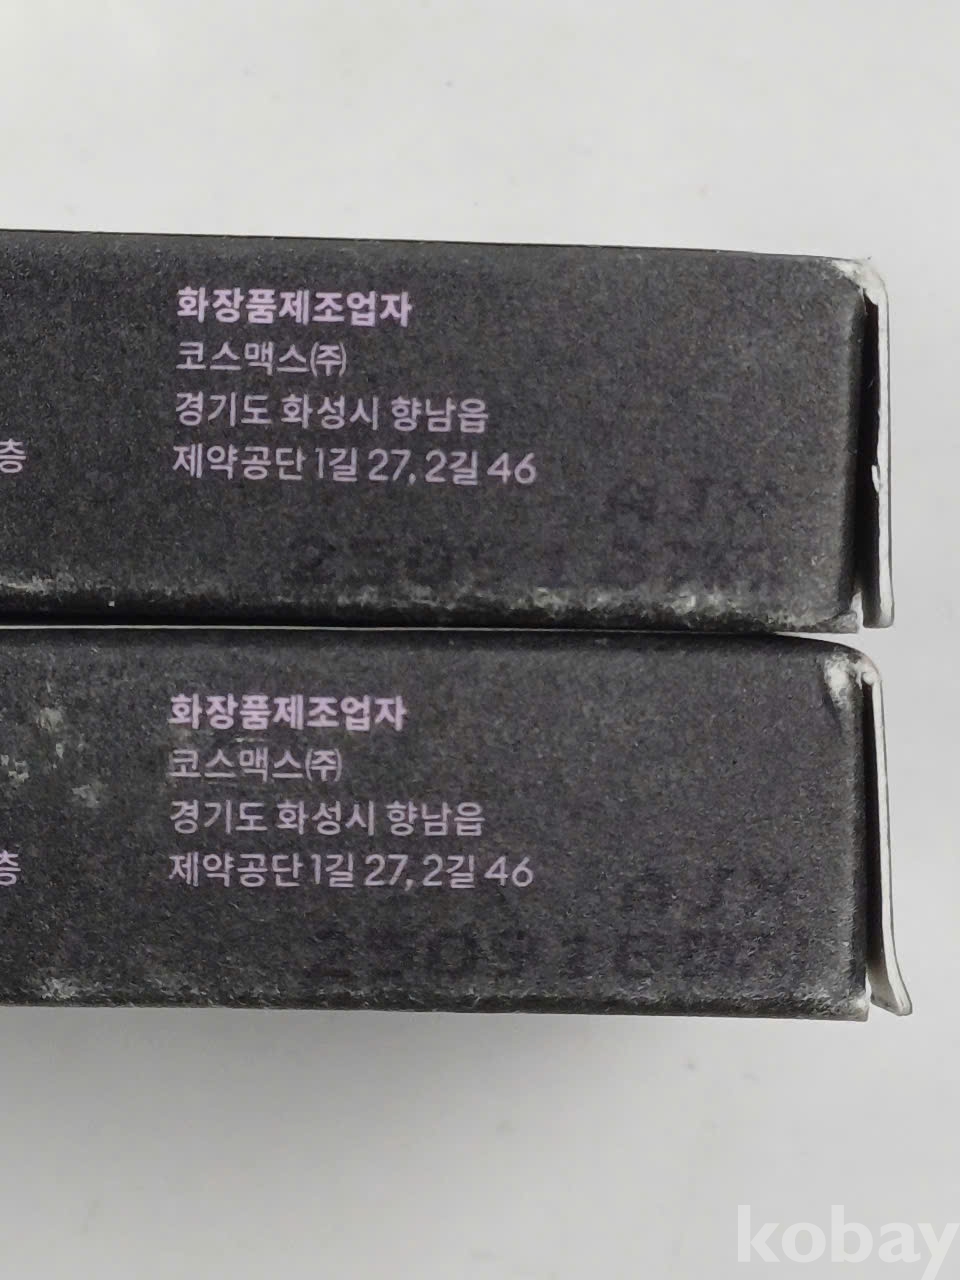 화장품제조업자
코스맥스㈜
경기도 화성시 향남읍
층
제약공단 1길 27, 2길 46
화장품제조업자
코스맥스㈜
경기도 화성시 향남읍
층
제약공단 1길 27, 2길 46
kobay